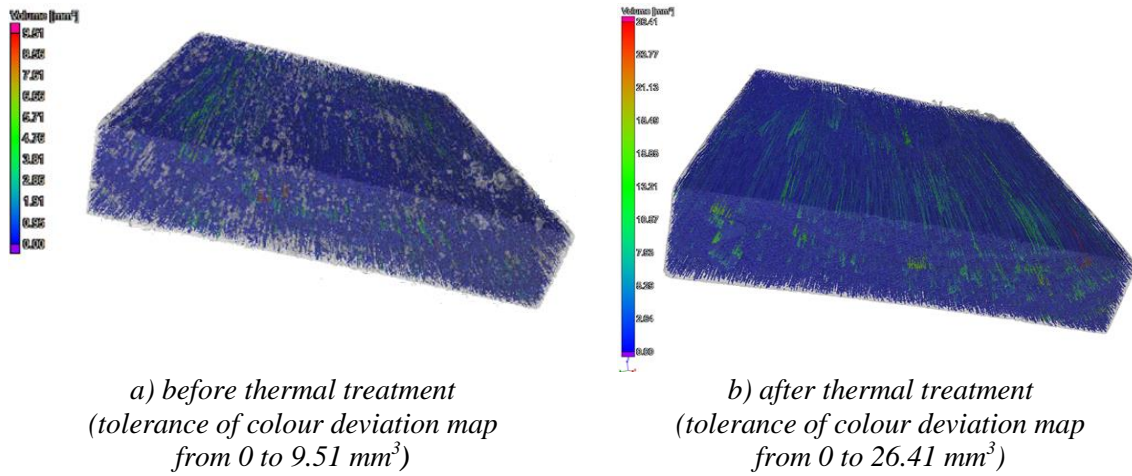 Volume [mm³]
9.51
8.56
7.61
6.66
5.71
4.76
3.81
2.85
1.91
0.95
0.00
Volume [mm³]
26.41
23.77
21.13
18.49
15.85
13.21
10.57
7.92
5.28
2.64
0.00
a) before thermal treatment
(tolerance of colour deviation map
from 0 to 9.51 mm³)
b) after thermal treatment
(tolerance of colour deviation map
from 0 to 26.41 mm³)